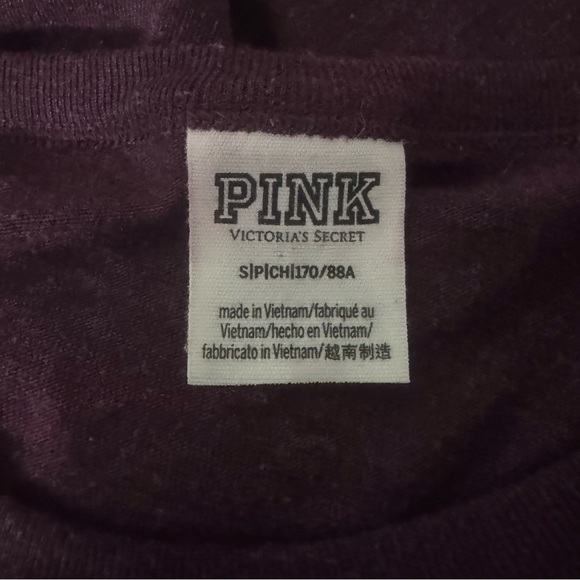 PINK
VICTORIA'S SECRET
S|P|CH|170/88A
made in Vietnam/fabriqué au
Vietnam/hecho en Vietnam/
fabbricato in Vietnam/越南制造